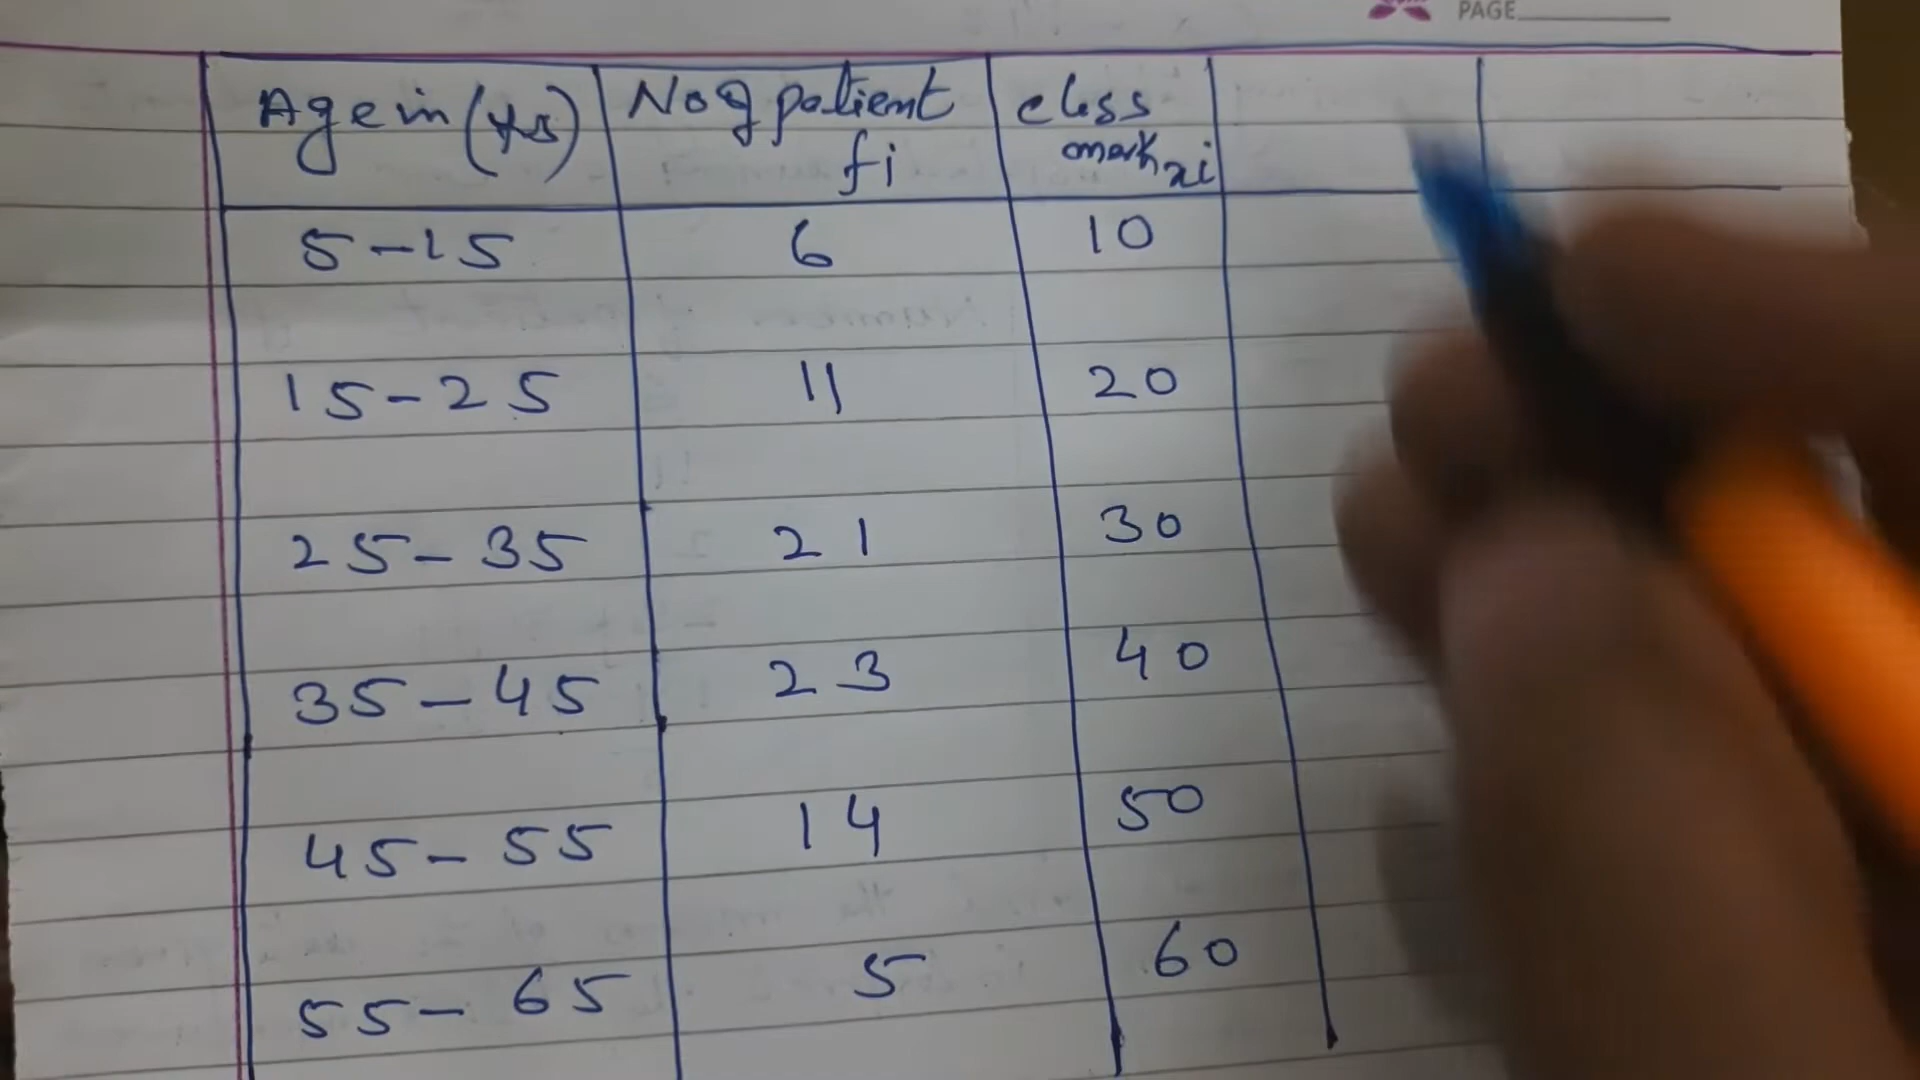 PAGE
Age in (yrs) No of patient class
fi mark xi
5-15 6 10
15-25 11 20
25-35 21 30
35-45 23 40
45-55 14 50
55-65 5 60